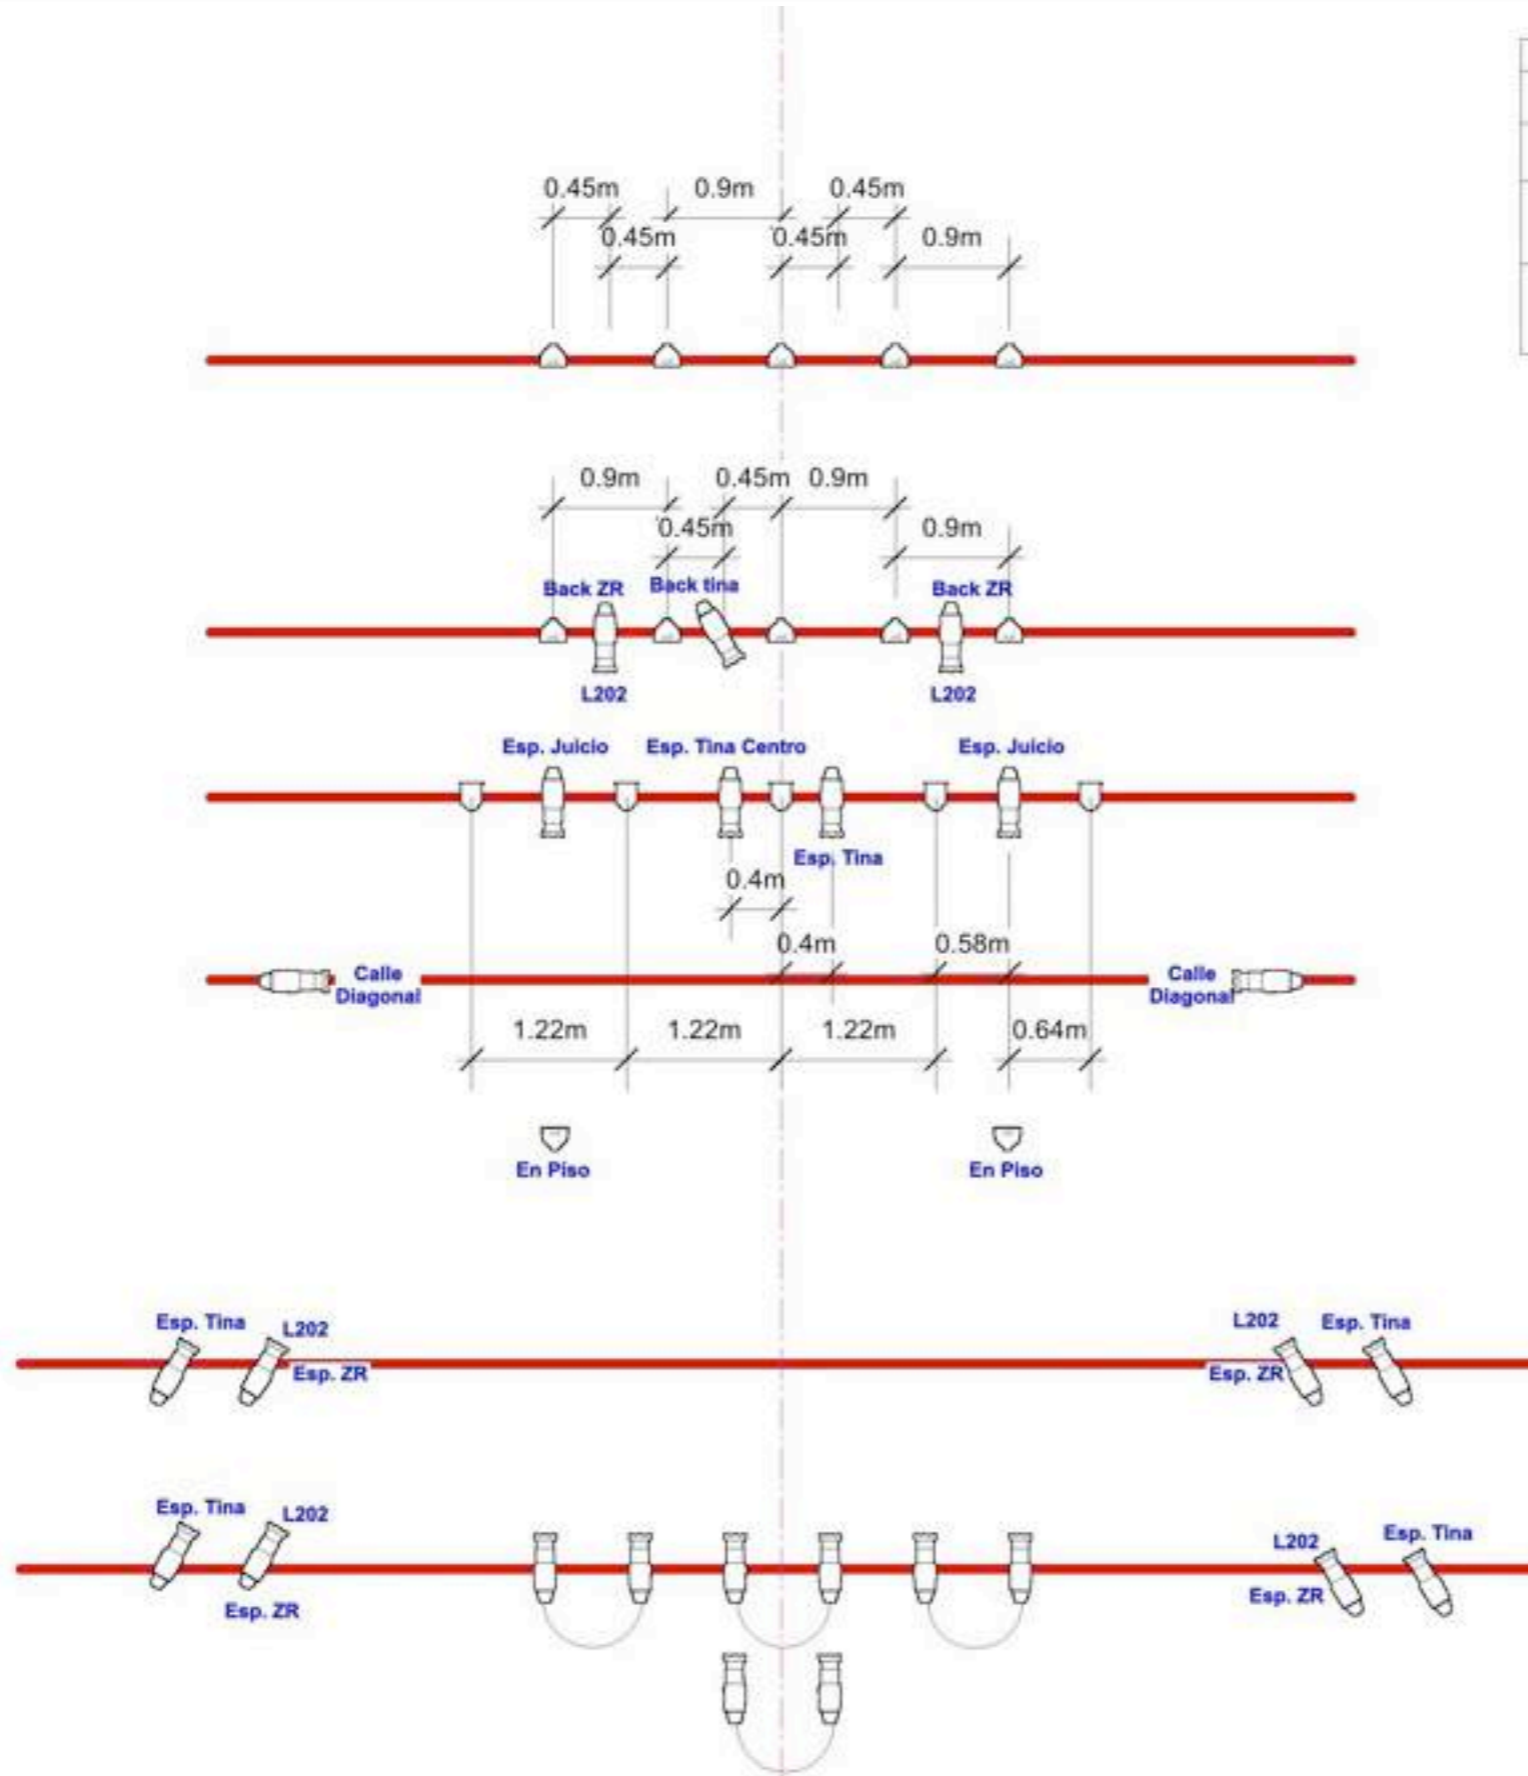 0.45m 0.9m 0.45m
0.45m 0.45m 0.9m
0.9m 0.45m 0.9m
0.45m 0.9m
Back ZR Back tina Back ZR
L202 L202
Esp. Juicio Esp. Tina Centro Esp. Juicio
Esp. Tina
0.4m
0.4m 0.58m
Calle
Diagonal
Calle
Diagonal
1.22m 1.22m 1.22m 0.64m
En Piso En Piso
Esp. Tina L202 L202 Esp. Tina
Esp. ZR Esp. ZR
Esp. Tina L202 L202 Esp. Tina
Esp. ZR Esp. ZR